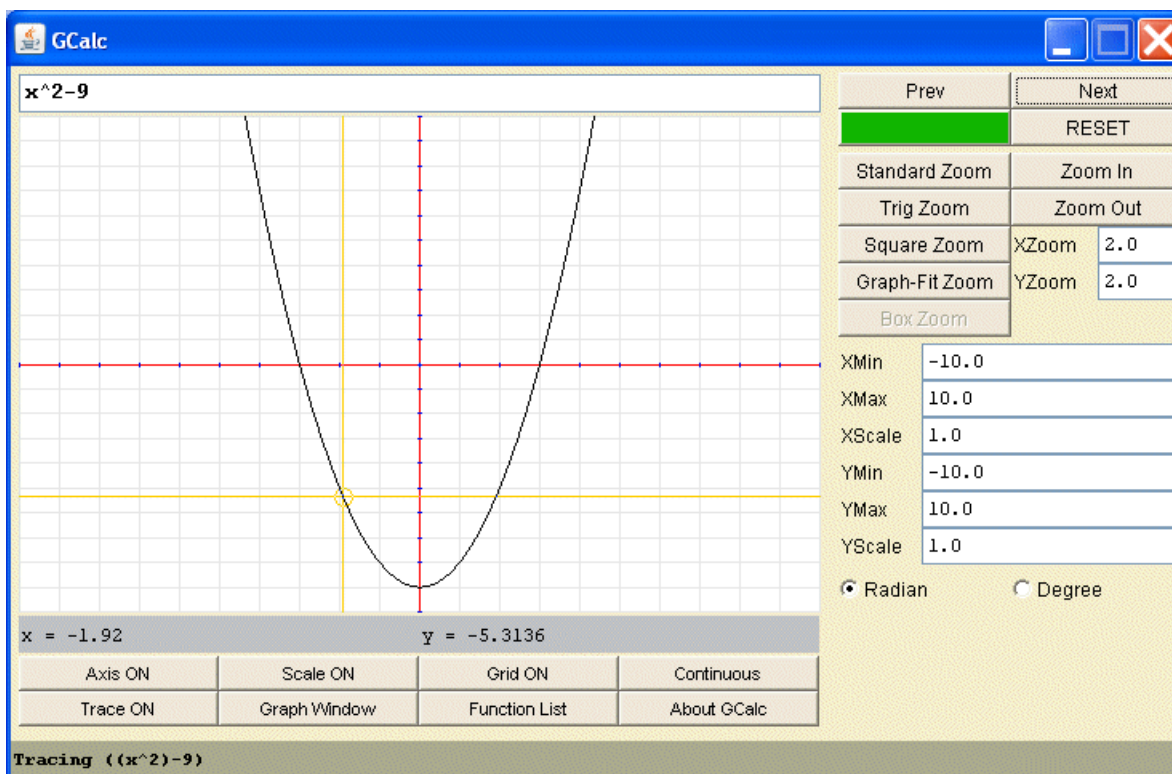 GCalc
x^2-9
Prev Next
RESET
Standard Zoom Zoom In
Trig Zoom Zoom Out
Square Zoom XZoom 2.0
Graph-Fit Zoom YZoom 2.0
Box Zoom
XMin -10.0
XMax 10.0
XScale 1.0
YMin -10.0
YMax 10.0
YScale 1.0
Radian Degree
x = -1.92 y = -5.3136
Axis ON Scale ON Grid ON Continuous
Trace ON Graph Window Function List About GCalc
Tracing ((x^2)-9)